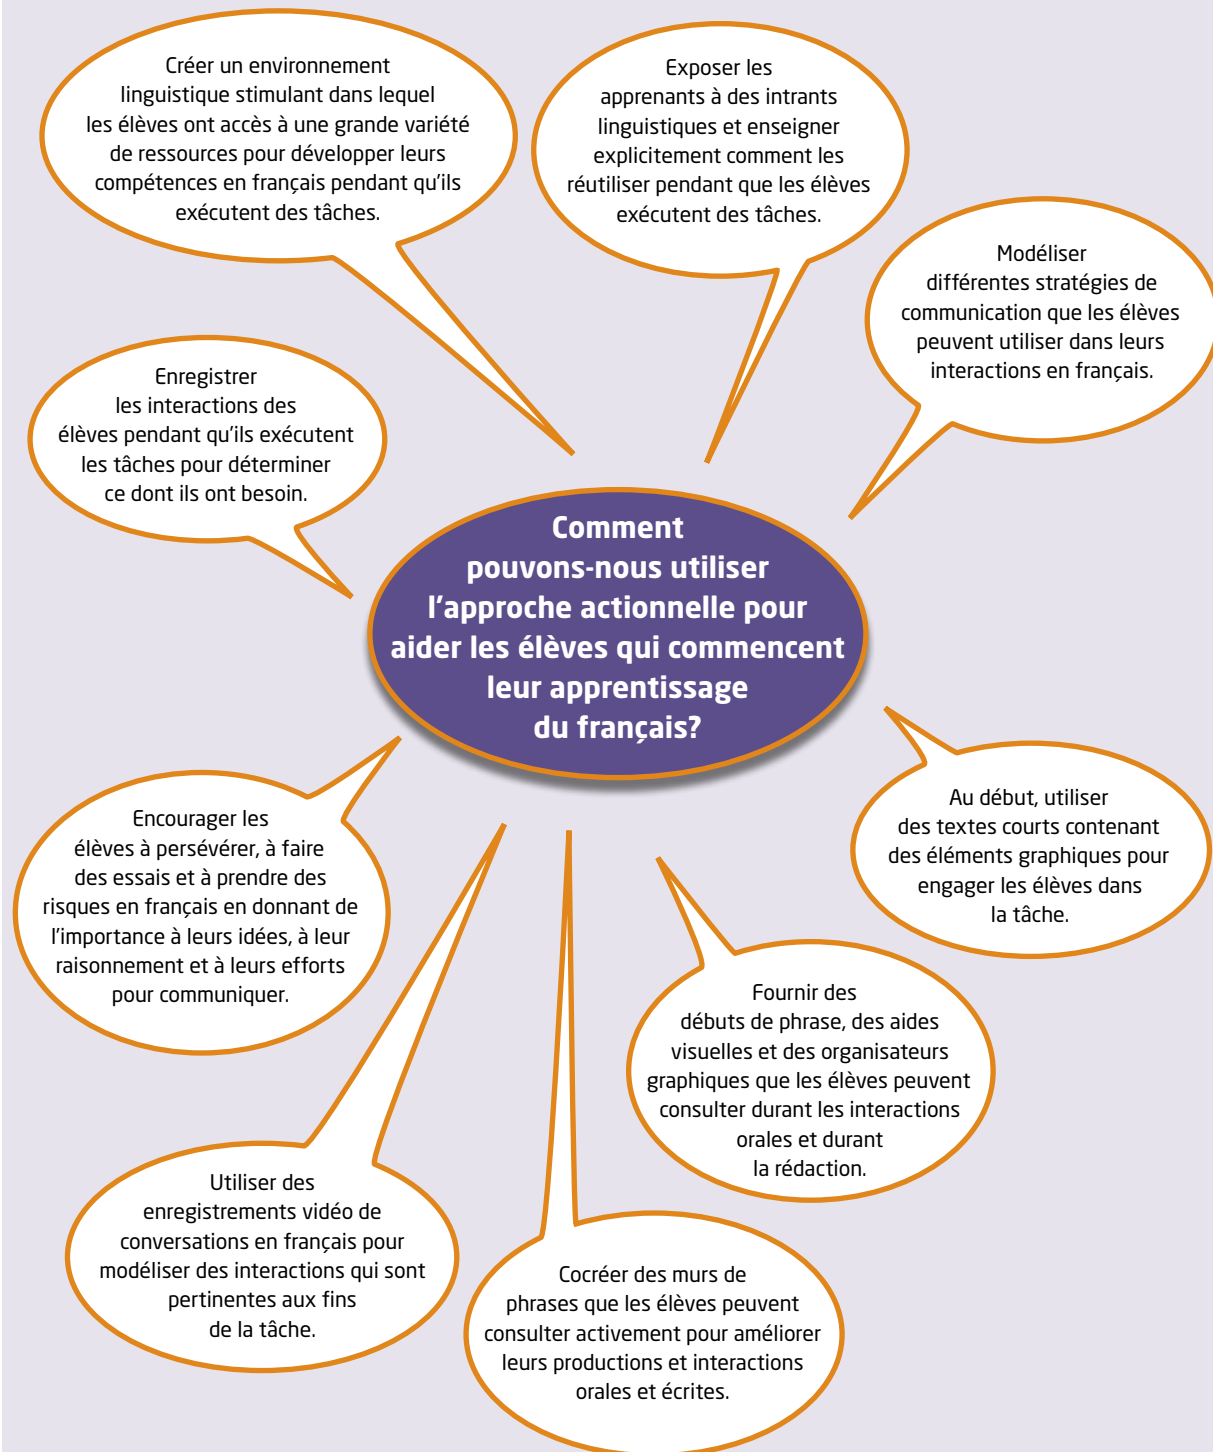 Créer un environnement
linguistique stimulant dans lequel
les élèves ont accès à une grande variété
de ressources pour développer leurs
compétences en français pendant qu'ils
exécutent des tâches.
Exposer les
apprenants à des intrants
linguistiques et enseigner
explicitement comment les
réutiliser pendant que les élèves
exécutent des tâches.
Modéliser
différentes stratégies de
communication que les élèves
peuvent utiliser dans leurs
interactions en français.
Enregistrer
les interactions des
élèves pendant qu'ils exécutent
les tâches pour déterminer
ce dont ils ont besoin.
Comment
pouvons-nous utiliser
l'approche actionnelle pour
aider les élèves qui commencent
leur apprentissage
du français?
Au début, utiliser
des textes courts contenant
des éléments graphiques pour
engager les élèves dans
la tâche.
Encourager les
élèves à persévérer, à faire
des essais et à prendre des
risques en français en donnant de
l'importance à leurs idées, à leur
raisonnement et à leurs efforts
pour communiquer.
Fournir des
débuts de phrase, des aides
visuelles et des organisateurs
graphiques que les élèves peuvent
consulter durant les interactions
orales et durant
la rédaction.
Utiliser des
enregistrements vidéo de
conversations en français pour
modéliser des interactions qui sont
pertinentes aux fins
de la tâche.
Cocréer des murs de
phrases que les élèves peuvent
consulter activement pour améliorer
leurs productions et interactions
orales et écrites.